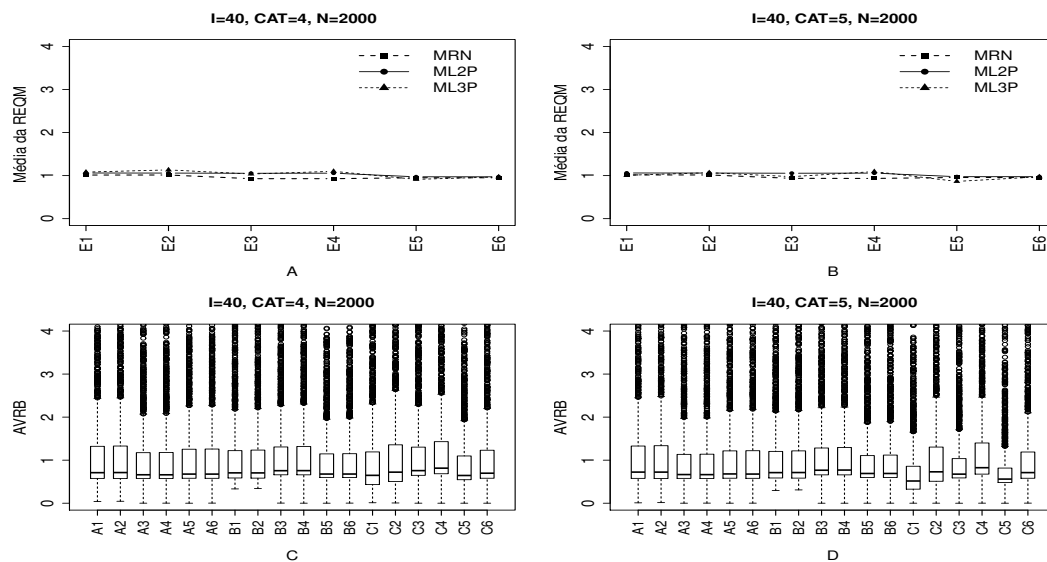 I=40, CAT=4, N=2000
Média da REQM
4
3
2
1
0
MRN
ML2P
ML3P
E1 E2 E3 E4 E5 E6
A
I=40, CAT=5, N=2000
Média da REQM
4
3
2
1
0
MRN
ML2P
ML3P
E1 E2 E3 E4 E5 E6
B
I=40, CAT=4, N=2000
AVRB
4
3
2
1
0
A1 A2 A3 A4 A5 A6 B1 B2 B3 B4 B5 B6 C1 C2 C3 C4 C5 C6
C
I=40, CAT=5, N=2000
AVRB
4
3
2
1
0
A1 A2 A3 A4 A5 A6 B1 B2 B3 B4 B5 B6 C1 C2 C3 C4 C5 C6
D